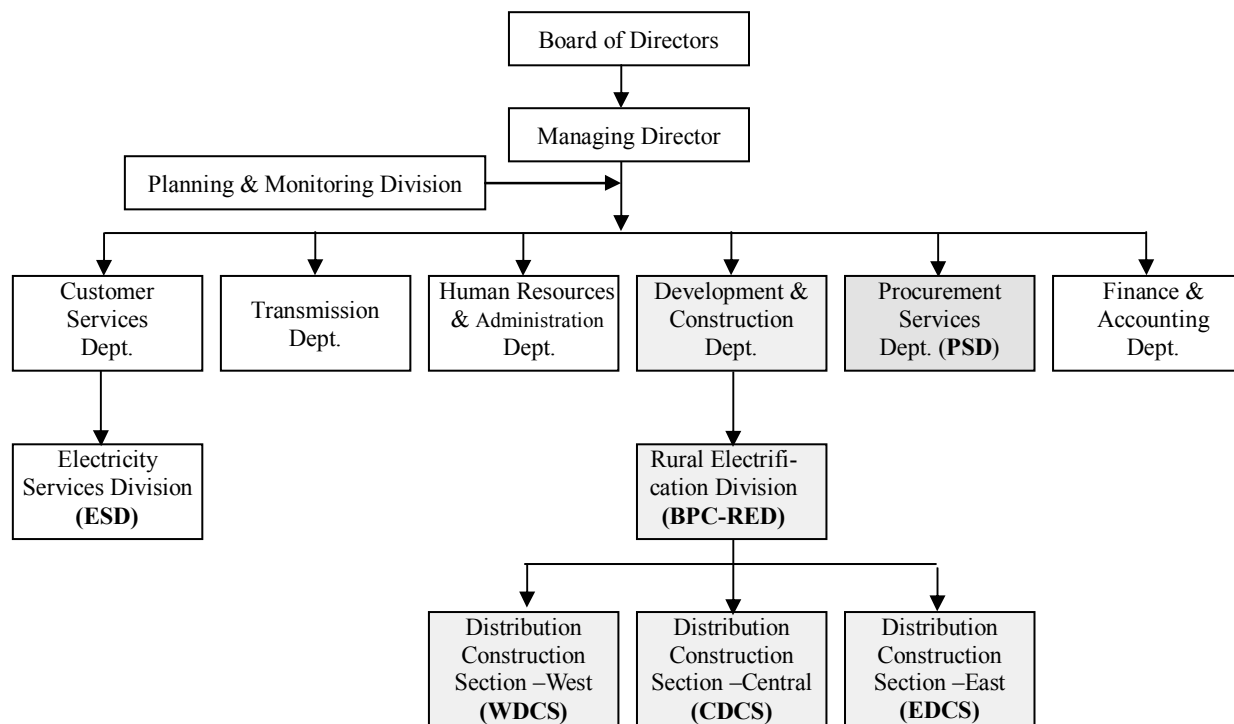 Board of Directors
Managing Director
Planning & Monitoring Division
Customer
Services
Dept.
Transmission
Dept.
Human Resources
& Administration
Dept.
Development &
Construction
Dept.
Procurement
Services
Dept. (PSD)
Finance &
Accounting
Dept.
Electricity
Services Division
(ESD)
Rural Electrifi-
cation Division
(BPC-RED)
Distribution
Construction
Section –West
(WDCS)
Distribution
Construction
Section –Central
(CDCS)
Distribution
Construction
Section –East
(EDCS)